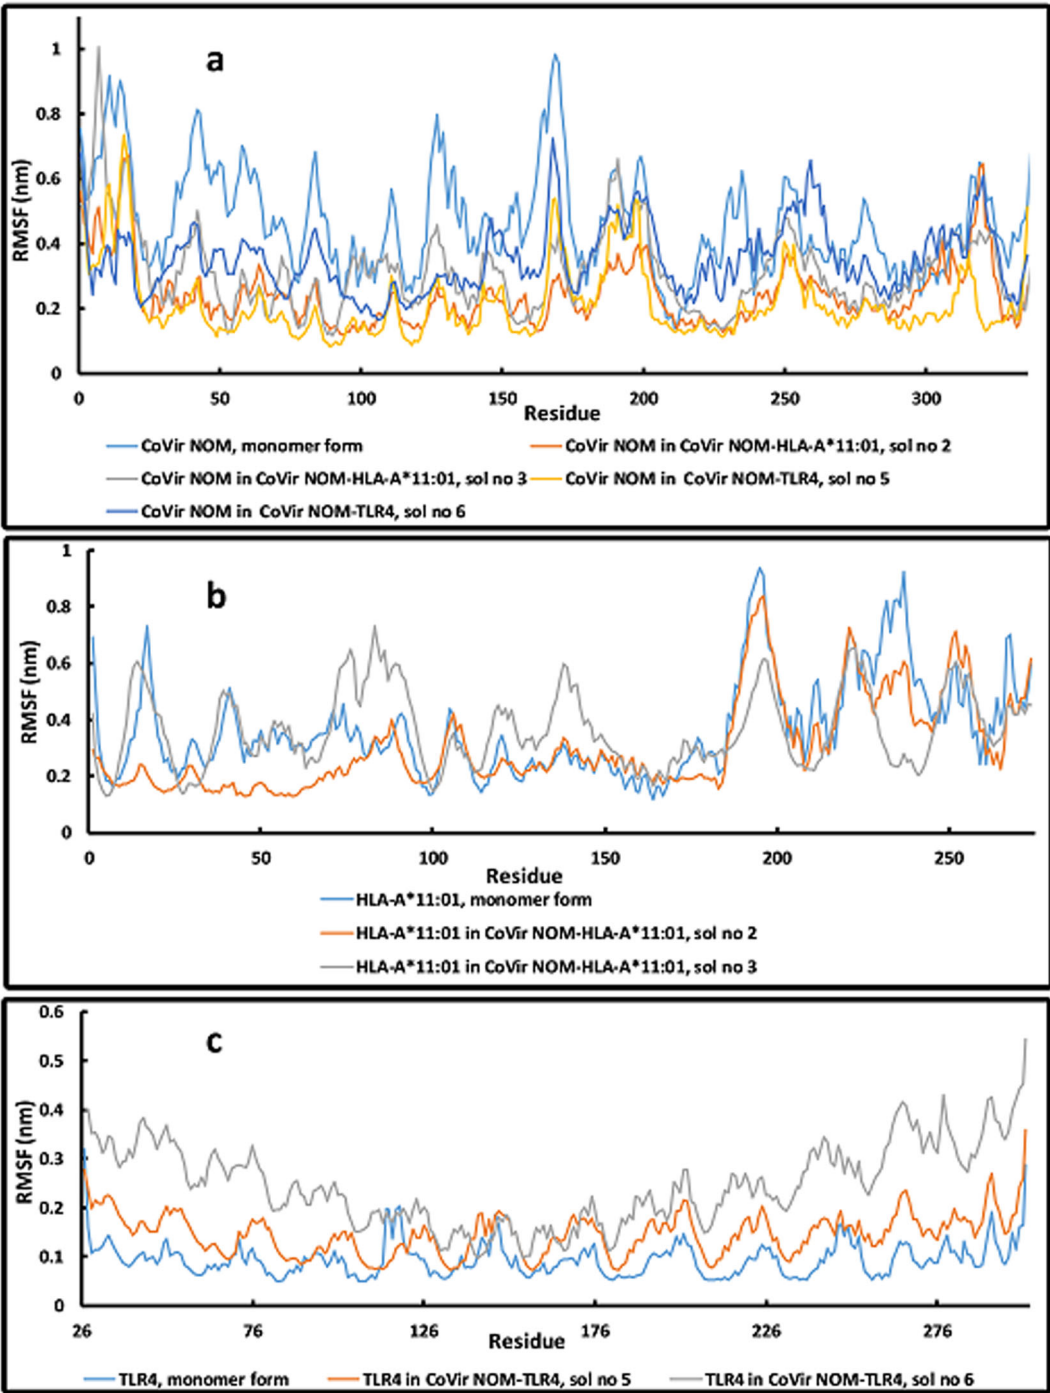 a
1
0.8
0.6
0.4
0.2
0
RMSF (nm)
0 50 100 150 200 250 300
Residue
CoVir NOM, monomer form CoVir NOM in CoVir NOM-HLA-A*11:01, sol no 2
CoVir NOM in CoVir NOM-HLA-A*11:01, sol no 3 CoVir NOM in CoVir NOM-TLR4, sol no 5
CoVir NOM in CoVir NOM-TLR4, sol no 6
b
1
0.8
0.6
0.4
0.2
0
RMSF (nm)
0 50 100 150 200 250
Residue
HLA-A*11:01, monomer form
HLA-A*11:01 in CoVir NOM-HLA-A*11:01, sol no 2
HLA-A*11:01 in CoVir NOM-HLA-A*11:01, sol no 3
c
0.6
0.5
0.4
0.3
0.2
0.1
0
RMSF (nm)
26 76 126 176 226 276
Residue
TLR4, monomer form TLR4 in CoVir NOM-TLR4, sol no 5 TLR4 in CoVir NOM-TLR4, sol no 6